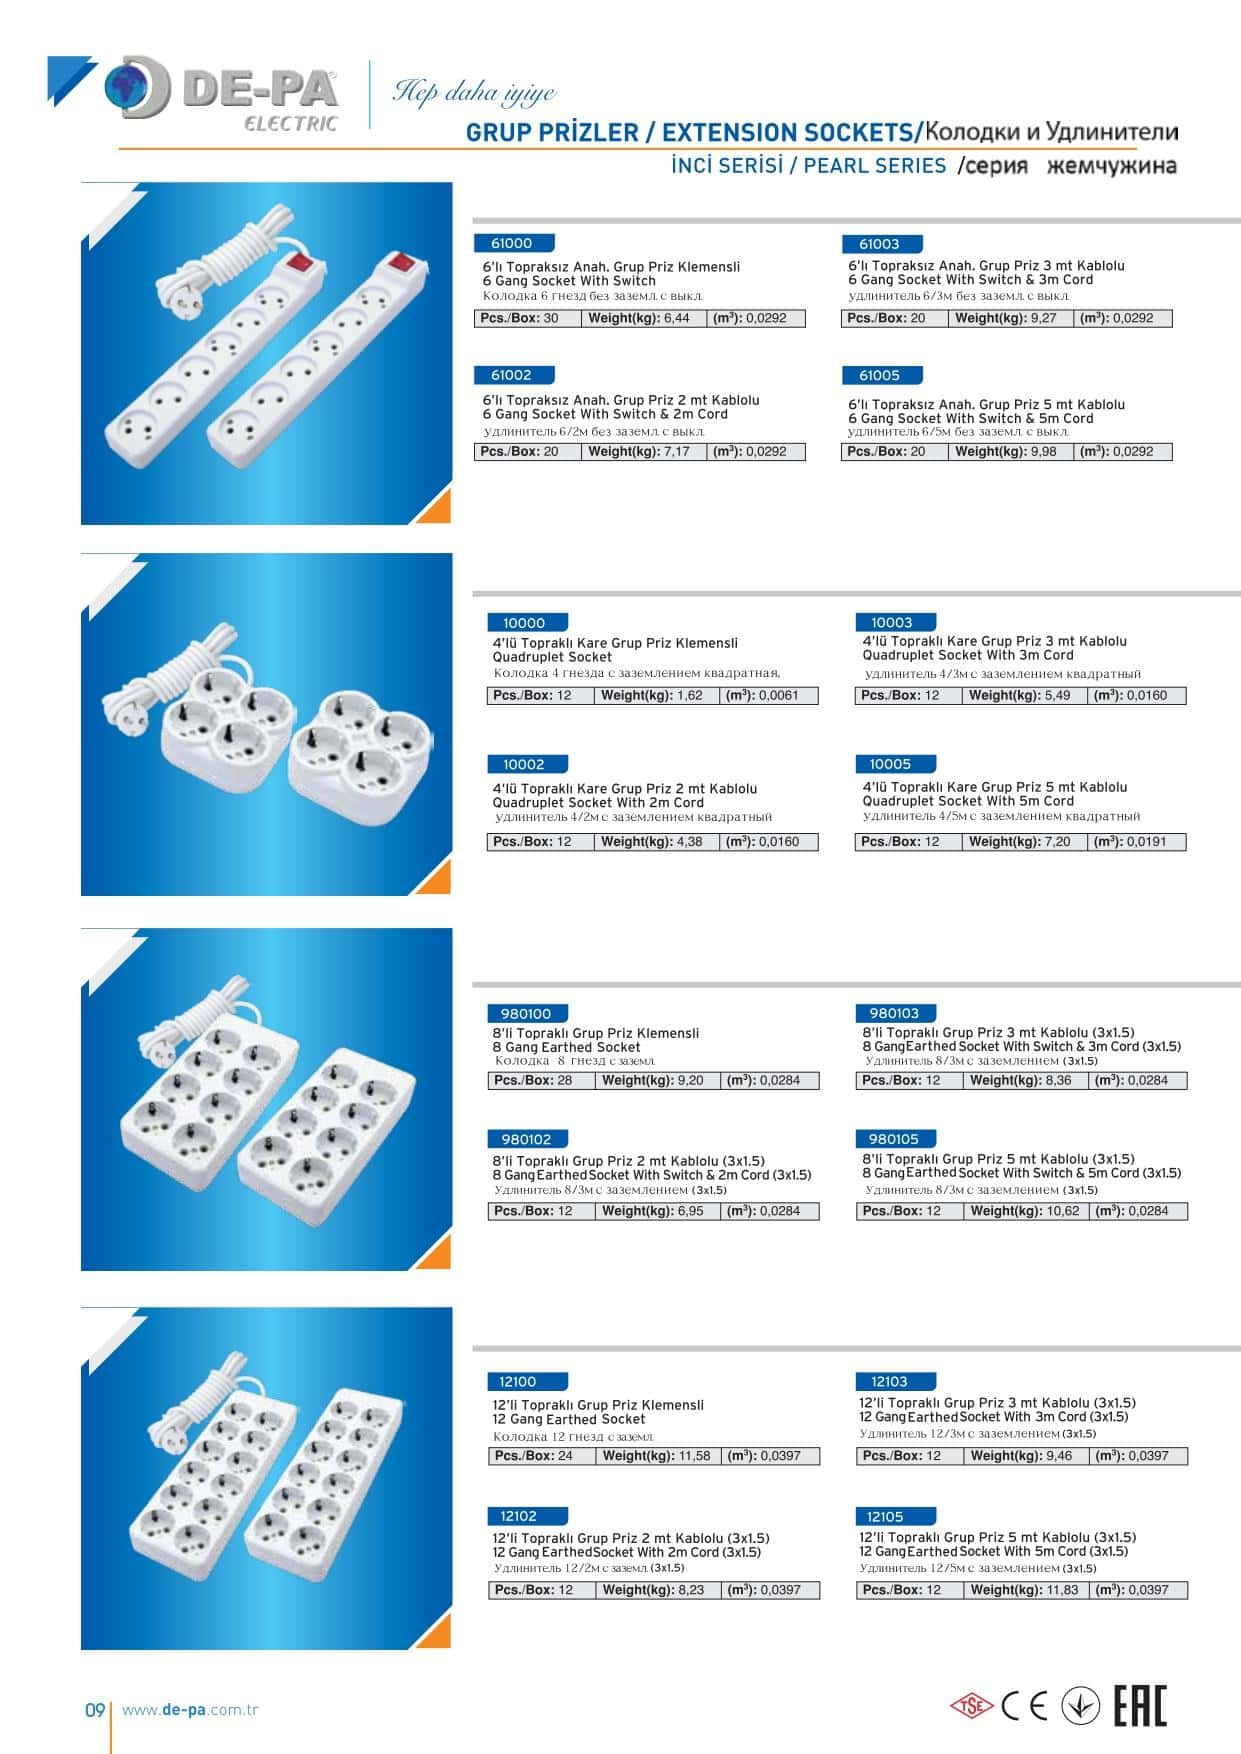 DE-PA®
ELECTRIC
Hep daha iyiye
GRUP PRİZLER / EXTENSION SOCKETS/Колодки и Удлинители
İNCİ SERİSİ / PEARL SERIES /серия жемчужина
61000
6'lı Topraksız Anah. Grup Priz Klemensli
6 Gang Socket With Switch
Колодка 6 гнезд без заземл. с выкл.
Pcs./Box: 30 Weight(kg): 6,44 (m³): 0,0292
61003
6'lı Topraksız Anah. Grup Priz 3 mt Kablolu
6 Gang Socket With Switch & 3m Cord
удлинитель 6/3м без заземл. с выкл.
Pcs./Box: 20 Weight(kg): 9,27 (m³): 0,0292
61002
6'lı Topraksız Anah. Grup Priz 2 mt Kablolu
6 Gang Socket With Switch & 2m Cord
удлинитель 6/2м без заземл. с выкл.
Pcs./Box: 20 Weight(kg): 7,17 (m³): 0,0292
61005
6'lı Topraksız Anah. Grup Priz 5 mt Kablolu
6 Gang Socket With Switch & 5m Cord
удлинитель 6/5м без заземл. с выкл.
Pcs./Box: 20 Weight(kg): 9,98 (m³): 0,0292
10000
4'lü Topraklı Kare Grup Priz Klemensli
Quadruplet Socket
Колодка 4 гнезда с заземлением квадратная,
Pcs./Box: 12 Weight(kg): 1,62 (m³): 0,0061
10003
4'lü Topraklı Kare Grup Priz 3 mt Kablolu
Quadruplet Socket With 3m Cord
удлинитель 4/3м с заземлением квадратный
Pcs./Box: 12 Weight(kg): 5,49 (m³): 0,0160
10002
4'lü Topraklı Kare Grup Priz 2 mt Kablolu
Quadruplet Socket With 2m Cord
удлинитель 4/2м с заземлением квадратный
Pcs./Box: 12 Weight(kg): 4,38 (m³): 0,0160
10005
4'lü Topraklı Kare Grup Priz 5 mt Kablolu
Quadruplet Socket With 5m Cord
удлинитель 4/5м с заземлением квадратный
Pcs./Box: 12 Weight(kg): 7,20 (m³): 0,0191
980100
8'li Topraklı Grup Priz Klemensli
8 Gang Earthed Socket
Колодка 8 гнезд с заземл.
Pcs./Box: 28 Weight(kg): 9,20 (m³): 0,0284
980103
8'li Topraklı Grup Priz 3 mt Kablolu (3x1.5)
8 Gang Earthed Socket With Switch & 3m Cord (3x1.5)
Удлинитель 8/3м с заземлением (3x1.5)
Pcs./Box: 12 Weight(kg): 8,36 (m³): 0,0284
980102
8'li Topraklı Grup Priz 2 mt Kablolu (3x1.5)
8 Gang Earthed Socket With Switch & 2m Cord (3x1.5)
Удлинитель 8/3м с заземлением (3x1.5)
Pcs./Box: 12 Weight(kg): 6,95 (m³): 0,0284
980105
8'li Topraklı Grup Priz 5 mt Kablolu (3x1.5)
8 Gang Earthed Socket With Switch & 5m Cord (3x1.5)
Удлинитель 8/3м с заземлением (3x1.5)
Pcs./Box: 12 Weight(kg): 10,62 (m³): 0,0284
12100
12'li Topraklı Grup Priz Klemensli
12 Gang Earthed Socket
Колодка 12 гнезд с заземл.
Pcs./Box: 24 Weight(kg): 11,58 (m³): 0,0397
12103
12'li Topraklı Grup Priz 3 mt Kablolu (3x1.5)
12 Gang Earthed Socket With 3m Cord (3x1.5)
Удлинитель 12/3м с заземлением (3x1.5)
Pcs./Box: 12 Weight(kg): 9,46 (m³): 0,0397
12102
12'li Topraklı Grup Priz 2 mt Kablolu (3x1.5)
12 Gang Earthed Socket With 2m Cord (3x1.5)
Удлинитель 12/2м с заземл. (3x1.5)
Pcs./Box: 12 Weight(kg): 8,23 (m³): 0,0397
12105
12'li Topraklı Grup Priz 5 mt Kablolu (3x1.5)
12 Gang Earthed Socket With 5m Cord (3x1.5)
Удлинитель 12/5м с заземлением (3x1.5)
Pcs./Box: 12 Weight(kg): 11,83 (m³): 0,0397
09 www.de-pa.com.tr
TSE CE EAC